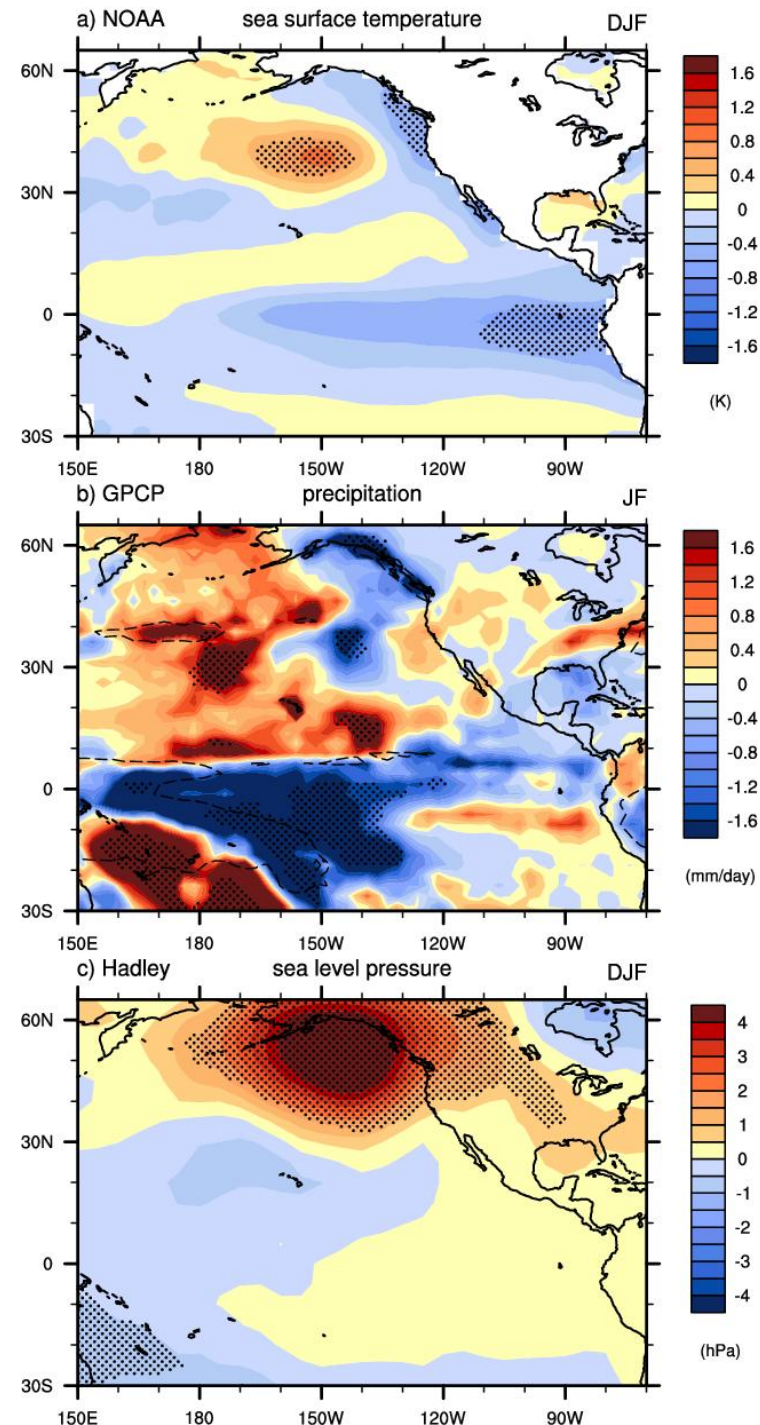 a) NOAA sea surface temperature DJF
60N
30N
0
30S
150E 180 150W 120W 90W
1.6
1.2
0.8
0.4
0
-0.4
-0.8
-1.2
-1.6
(K)
b) GPCP precipitation JF
60N
30N
0
30S
150E 180 150W 120W 90W
1.6
1.2
0.8
0.4
0
-0.4
-0.8
-1.2
-1.6
(mm/day)
c) Hadley sea level pressure DJF
60N
30N
0
30S
150E 180 150W 120W 90W
4
3
2
1
0
-1
-2
-3
-4
(hPa)